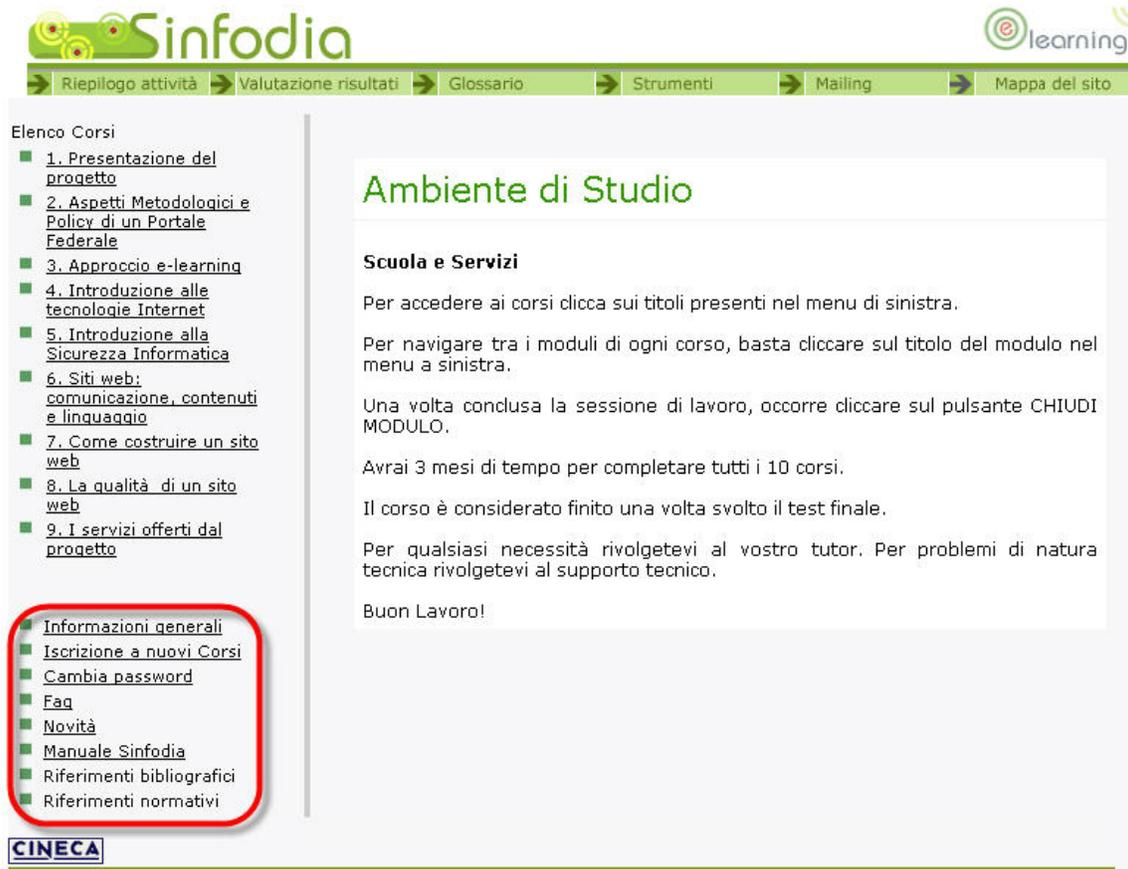 Sinfodia
e learning
Riepilogo attività Valutazione risultati Glossario Strumenti Mailing Mappa del sito
Elenco Corsi
1. Presentazione del
progetto
2. Aspetti Metodologici e
Policy di un Portale
Federale
3. Approccio e-learning
4. Introduzione alle
tecnologie Internet
5. Introduzione alla
Sicurezza Informatica
6. Siti web:
comunicazione, contenuti
e linguaggio
7. Come costruire un sito
web
8. La qualità di un sito
web
9. I servizi offerti dal
progetto
Informazioni generali
Iscrizione a nuovi Corsi
Cambia password
Faq
Novità
Manuale Sinfodia
Riferimenti bibliografici
Riferimenti normativi
CINECA
Ambiente di Studio
Scuola e Servizi
Per accedere ai corsi clicca sui titoli presenti nel menu di sinistra.
Per navigare tra i moduli di ogni corso, basta cliccare sul titolo del modulo nel
menu a sinistra.
Una volta conclusa la sessione di lavoro, occorre cliccare sul pulsante CHIUDI
MODULO.
Avrai 3 mesi di tempo per completare tutti i 10 corsi.
Il corso è considerato finito una volta svolto il test finale.
Per qualsiasi necessità rivolgetevi al vostro tutor. Per problemi di natura
tecnica rivolgetevi al supporto tecnico.
Buon Lavoro!